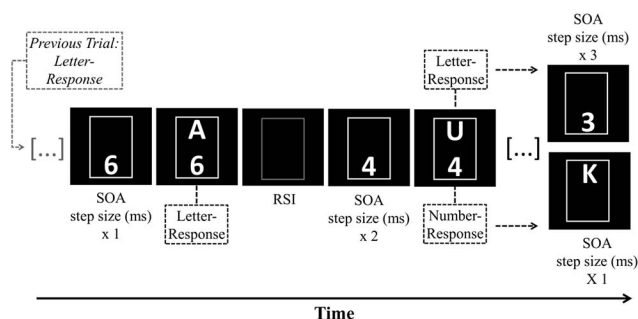 Previous Trial:
Letter-
Response
[...]
6
SOA
step size (ms)
x 1
A
6
Letter-
Response
RSI
4
SOA
step size (ms)
x 2
Letter-
Response
U
4
Number-
Response
[...]
SOA
step size (ms)
x 3
3
K
SOA
step size (ms)
X 1
Time